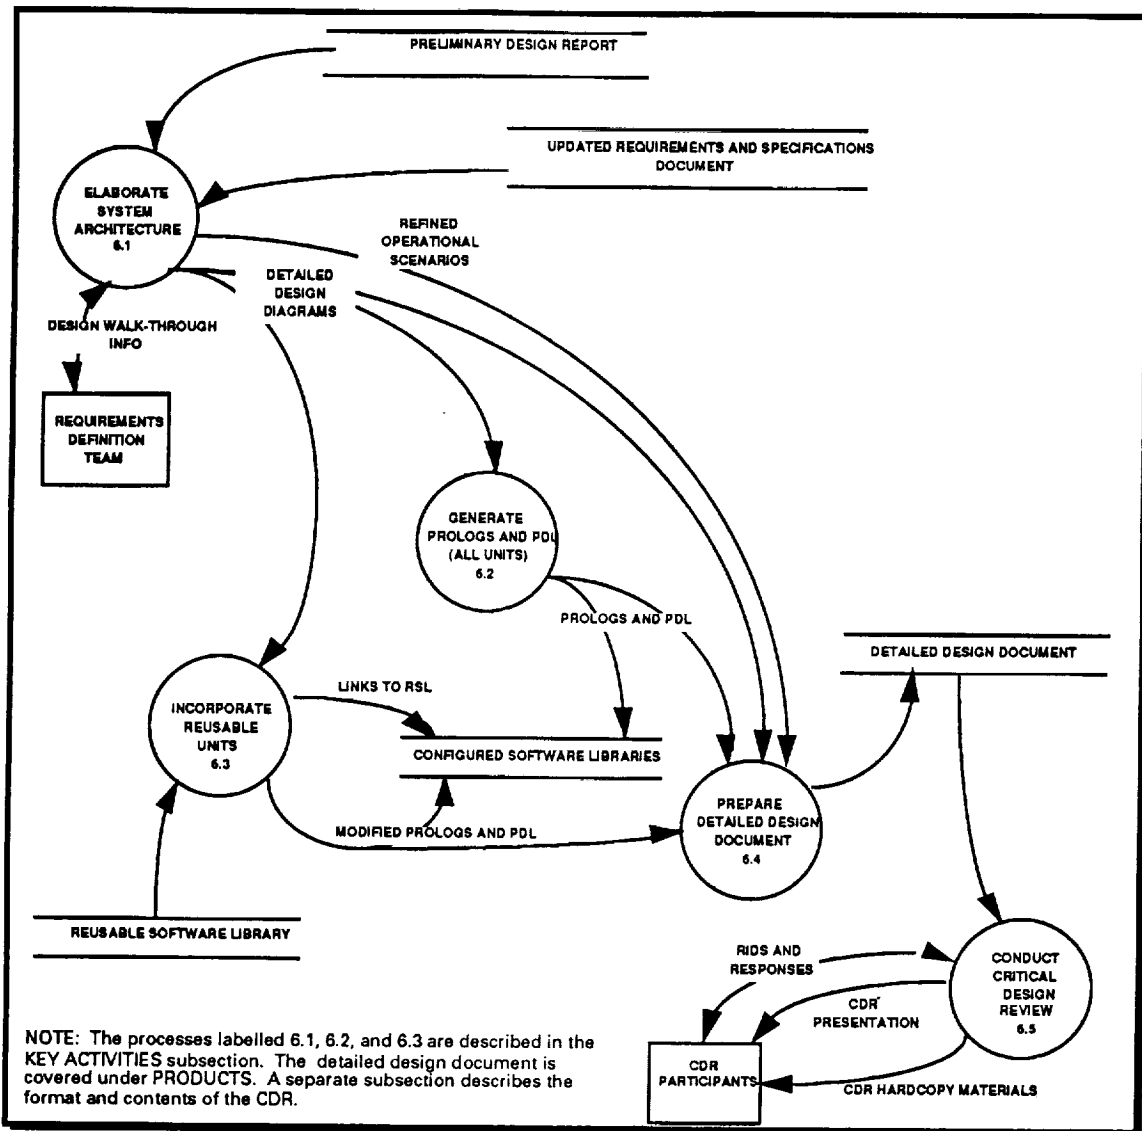 PRELIMINARY DESIGN REPORT
UPDATED REQUIREMENTS AND SPECIFICATIONS
DOCUMENT
ELABORATE
SYSTEM
ARCHITECTURE
6.1
REFINED
OPERATIONAL
SCENARIOS
DETAILED
DESIGN
DIAGRAMS
DESIGN WALK-THROUGH
INFO
REQUIREMENTS
DEFINITION
TEAM
GENERATE
PROLOGS AND PDL
(ALL UNITS)
6.2
PROLOGS AND PDL
DETAILED DESIGN DOCUMENT
LINKS TO RSL
INCORPORATE
REUSABLE
UNITS
6.3
CONFIGURED SOFTWARE LIBRARIES
PREPARE
DETAILED DESIGN
DOCUMENT
6.4
MODIFIED PROLOGS AND PDL
REUSABLE SOFTWARE LIBRARY
RIDS AND
RESPONSES
CONDUCT
CRITICAL
DESIGN
REVIEW
6.5
CDR
PRESENTATION
CDR
PARTICIPANTS
CDR HARDCOPY MATERIALS
NOTE: The processes labelled 6.1, 6.2, and 6.3 are described in the
KEY ACTIVITIES subsection. The detailed design document is
covered under PRODUCTS. A separate subsection describes the
format and contents of the CDR.